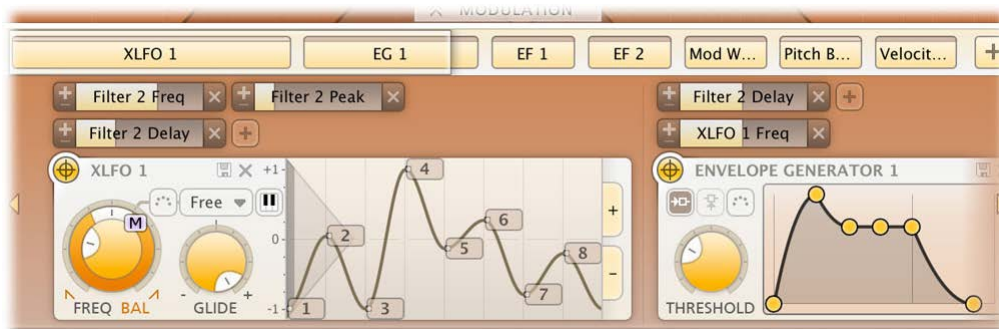 MODULATION
XLFO 1 EG 1 EF 1 EF 2 Mod W... Pitch B... Velocit... +
Filter 2 Freq Filter 2 Peak Filter 2 Delay +
Filter 2 Delay + XLFO 1 Freq
XLFO 1 +1 ENVELOPE GENERATOR 1
Free
M
4
+
2 6
0
5 8
-
7
- + 1 3
FREQ BAL GLIDE -1 THRESHOLD